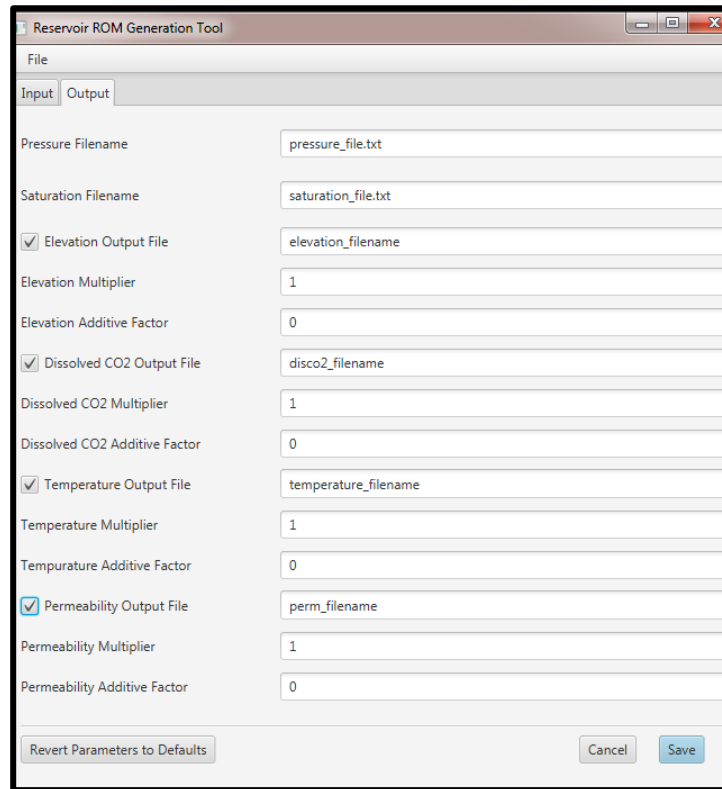 Reservoir ROM Generation Tool
File
Input Output
Pressure Filename pressure_file.txt
Saturation Filename saturation_file.txt
Elevation Output File elevation_filename
Elevation Multiplier 1
Elevation Additive Factor 0
Dissolved CO2 Output File disco2_filename
Dissolved CO2 Multiplier 1
Dissolved CO2 Additive Factor 0
Temperature Output File temperature_filename
Temperature Multiplier 1
Tempurature Additive Factor 0
Permeability Output File perm_filename
Permeability Multiplier 1
Permeability Additive Factor 0
Revert Parameters to Defaults Cancel Save